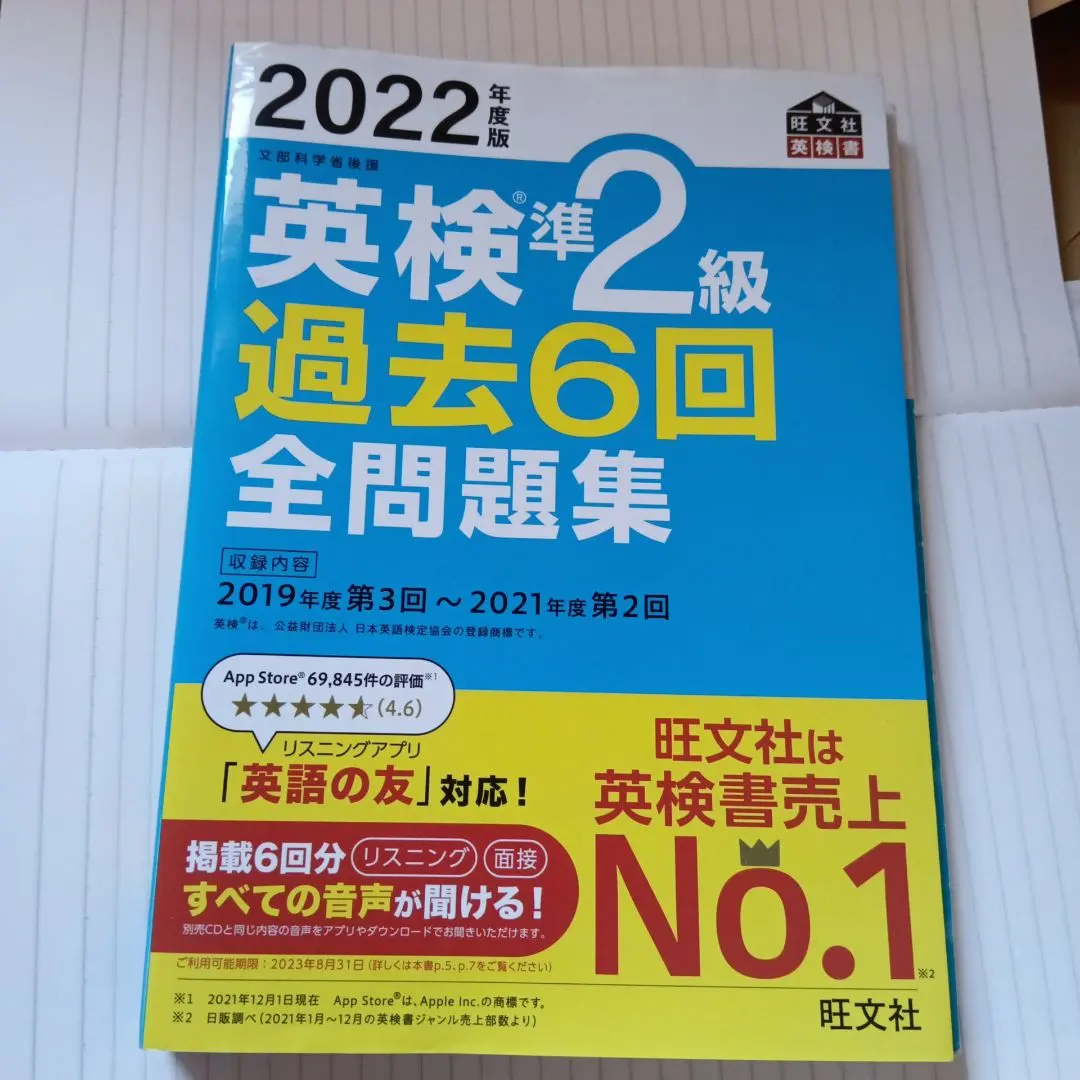 2022年度版
旺文社
英検書
文部科学省後援
英検®準2級
過去6回
全問題集
収録内容
2019年度 第3回 ～ 2021年度 第2回
英検®は、公益財団法人 日本英語検定協会の登録商標です。
App Store® 69,845件の評価※1
★★★★★(4.6)
リスニングアプリ
「英語の友」対応！
旺文社は
英検書売上
No.1※2
掲載6回分 リスニング 面接
すべての音声が聞ける！
別売CDと同じ内容の音声をアプリやダウンロードでお聞きいただけます。
ご利用可能期限：2023年8月31日（詳しくは本書p.5、p.7をご覧ください）
※1 2021年12月1日現在 App Store®は、Apple Inc.の商標です。
※2 日販調べ（2021年1月～12月の英検書ジャンル売上部数より）
旺文社